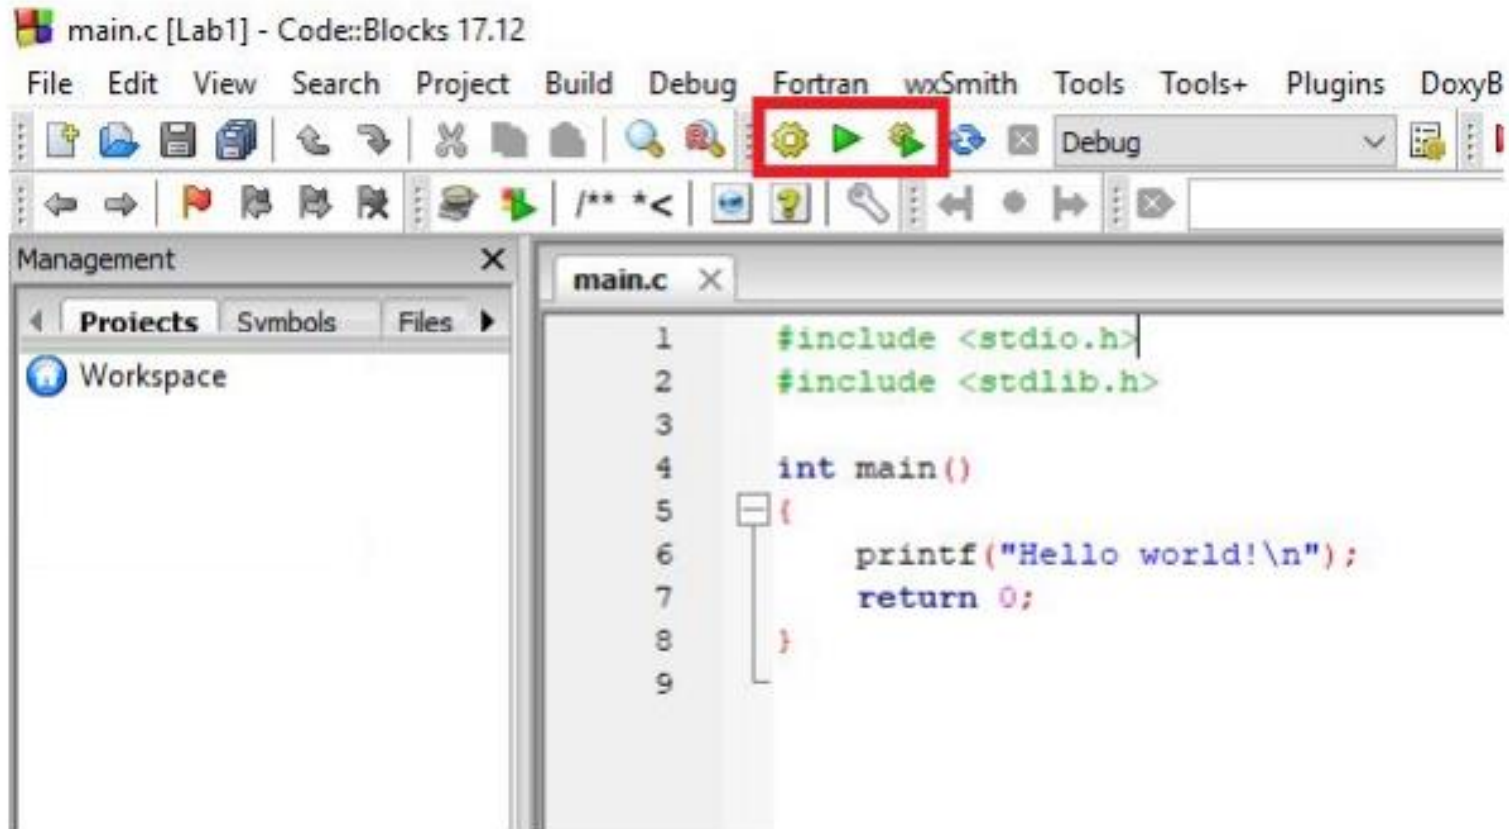 main.c [Lab1] - Code::Blocks 17.12
File Edit View Search Project Build Debug Fortran wxSmith Tools Tools+ Plugins DoxyB
Debug
/** *<
Management
Projects Symbols Files
Workspace
main.c
1 #include <stdio.h>
2 #include <stdlib.h>
3
4 int main()
5 {
6 printf("Hello world!\n");
7 return 0;
8 }
9